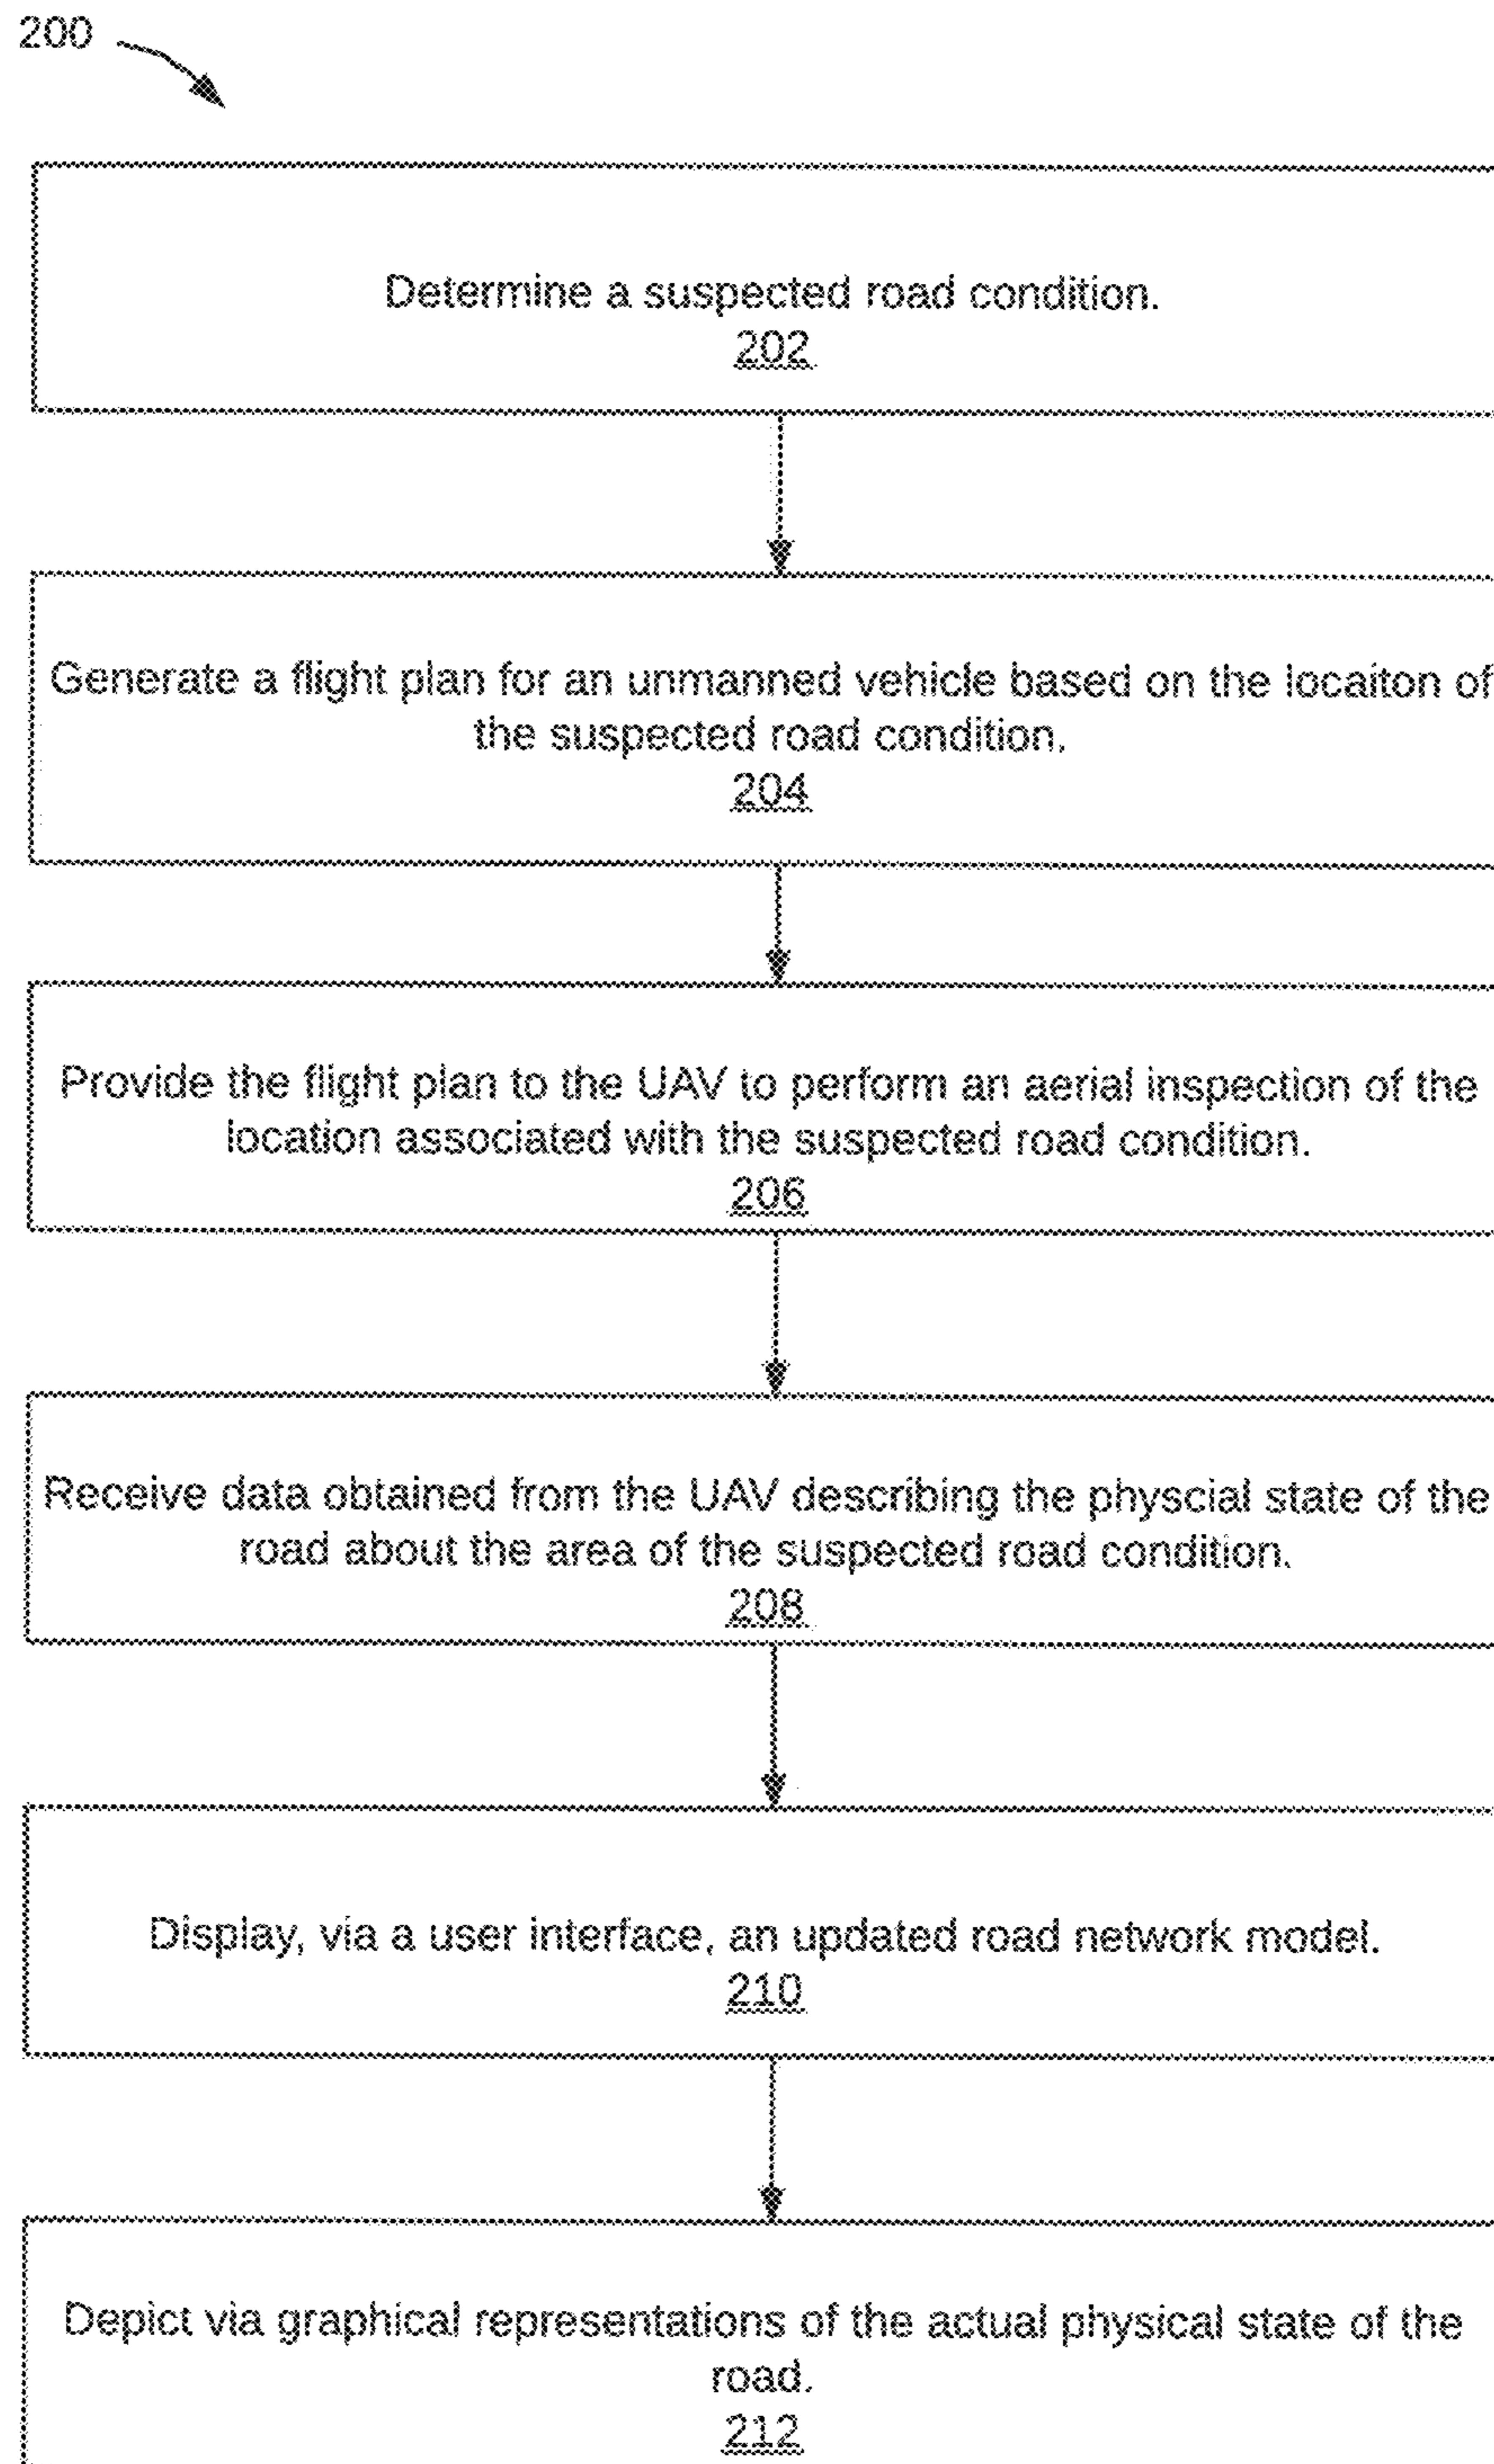 200
Determine a suspected road condition.
202
Generate a flight plan for an unmanned vehicle based on the locaiton of
the suspected road condition.
204
Provide the flight plan to the UAV to perform an aerial inspection of the
location associated with the suspected road condition.
206
Receive data obtained from the UAV describing the physcial state of the
road about the area of the suspected road condition.
208
Display, via a user interface, an updated road network model.
210
Depict via graphical representations of the actual physical state of the
road.
212